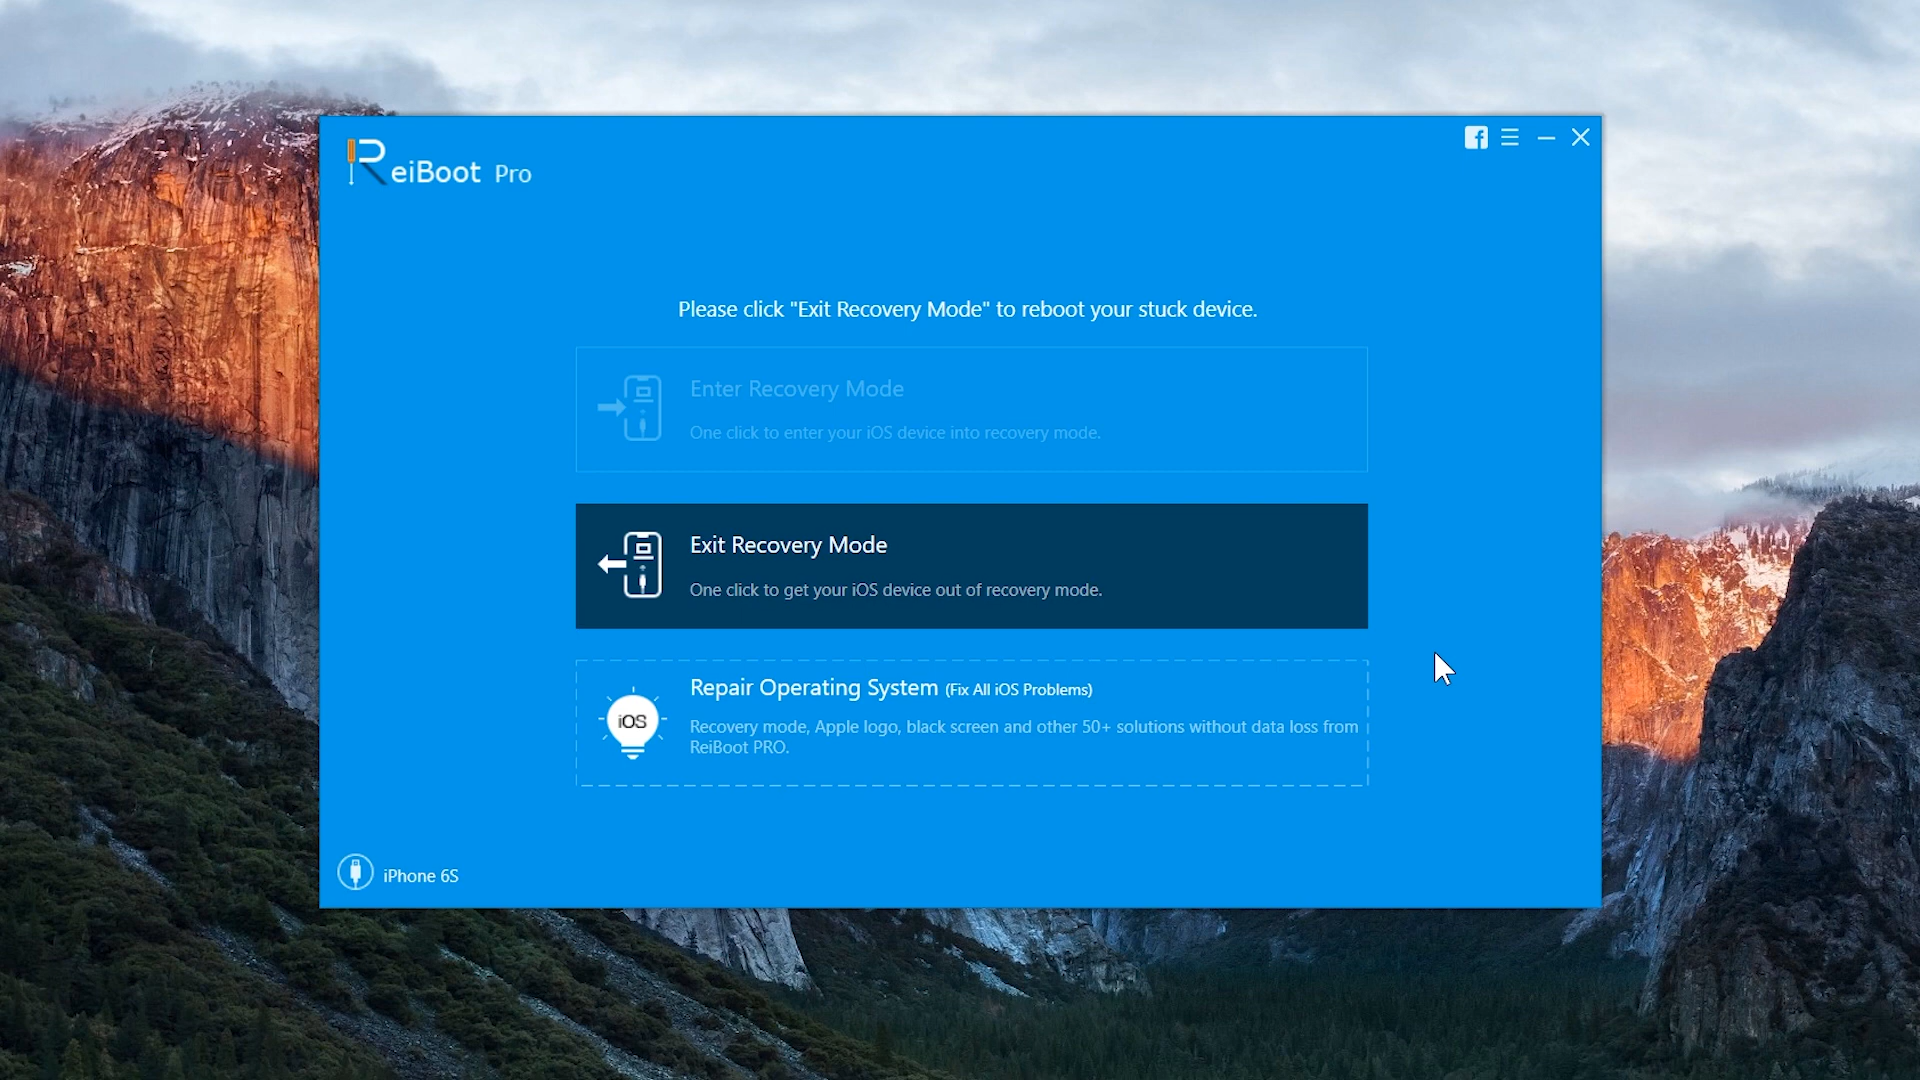 ReiBoot Pro
Please click "Exit Recovery Mode" to reboot your stuck device.
Enter Recovery Mode
One click to enter your iOS device into recovery mode.
Exit Recovery Mode
One click to get your iOS device out of recovery mode.
Repair Operating System (Fix All iOS Problems)
iOS
Recovery mode, Apple logo, black screen and other 50+ solutions without data loss from
ReiBoot PRO.
iPhone 6S